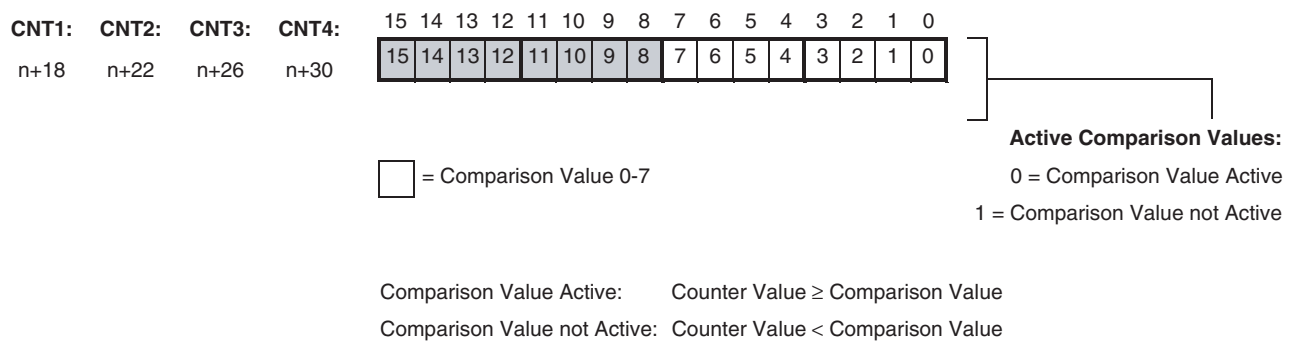 15 14 13 12 11 10 9 8 7 6 5 4 3 2 1 0
CNT1: CNT2: CNT3: CNT4:
15 14 13 12 11 10 9 8 7 6 5 4 3 2 1 0
n+18 n+22 n+26 n+30
Active Comparison Values:
= Comparison Value 0-7
0 = Comparison Value Active
1 = Comparison Value not Active
Comparison Value Active: Counter Value ≥ Comparison Value
Comparison Value not Active: Counter Value < Comparison Value